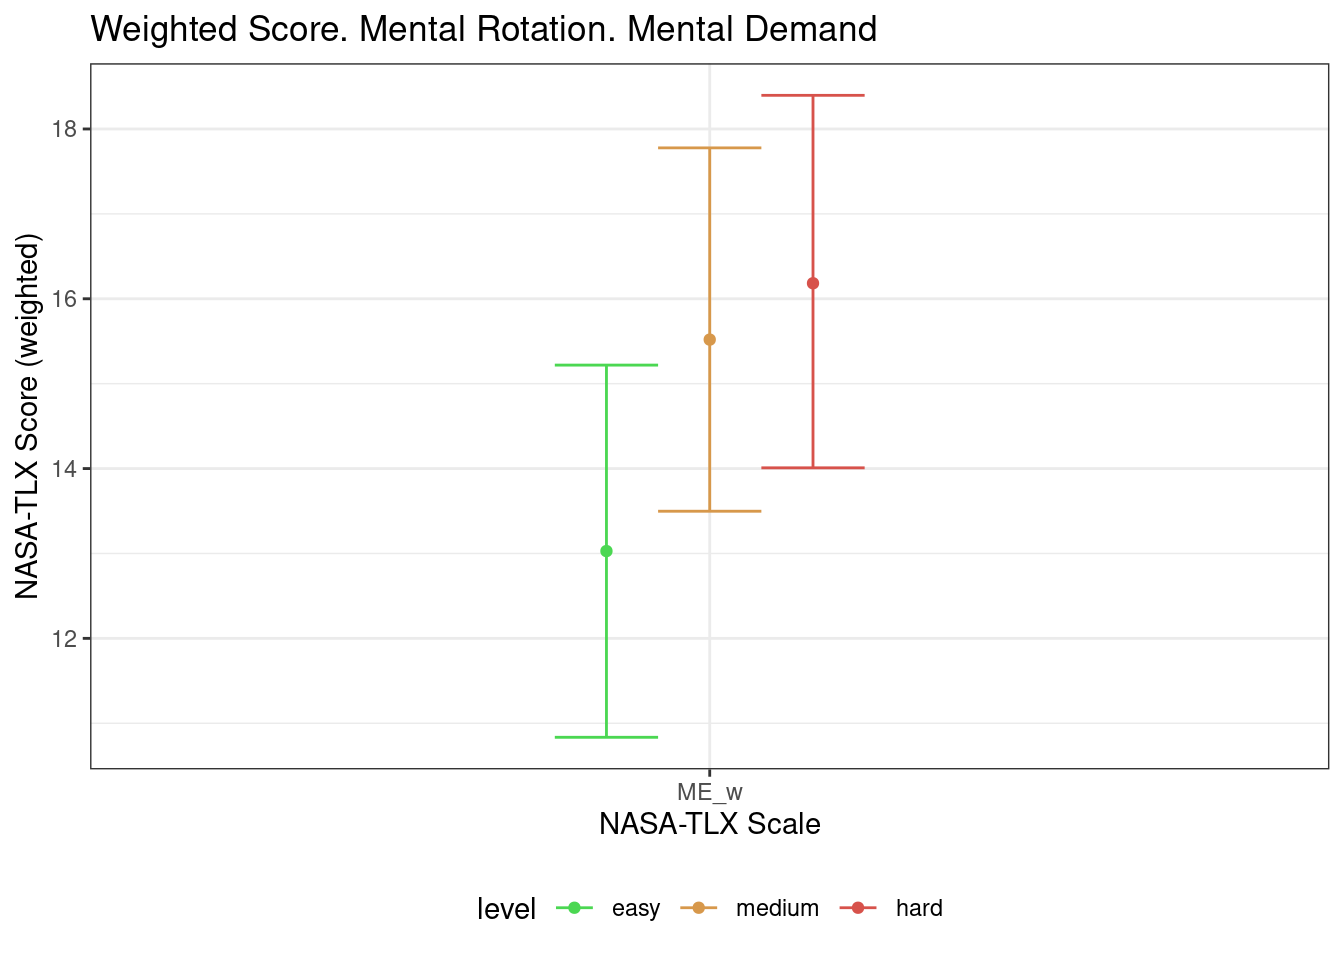 Weighted Score. Mental Rotation. Mental Demand
NASA-TLX Score (weighted)
18
16
14
12
ME_w
NASA-TLX Scale
level easy medium hard